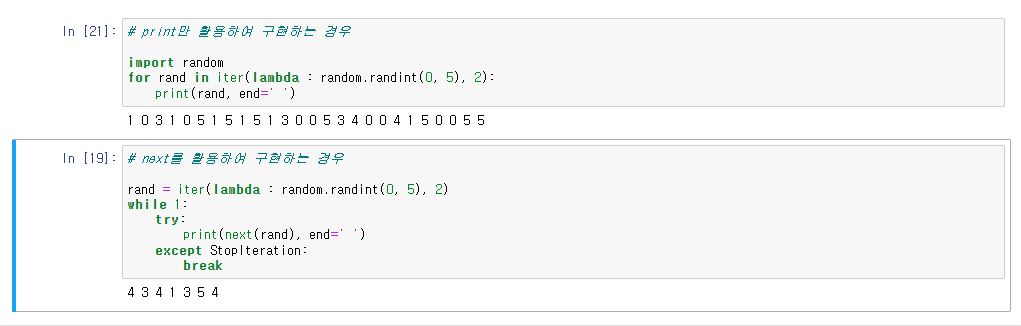 In [21]: # print만 활용하여 구현하는 경우
import random
for rand in iter(lambda : random.randint(0, 5), 2):
    print(rand, end=' ')
1 0 3 1 0 5 1 5 1 5 1 3 0 0 5 3 4 0 0 4 1 5 0 0 5 5
In [19]: # next를 활용하여 구현하는 경우
rand = iter(lambda : random.randint(0, 5), 2)
while 1:
    try:
        print(next(rand), end=' ')
    except StopIteration:
        break
4 3 4 1 3 5 4